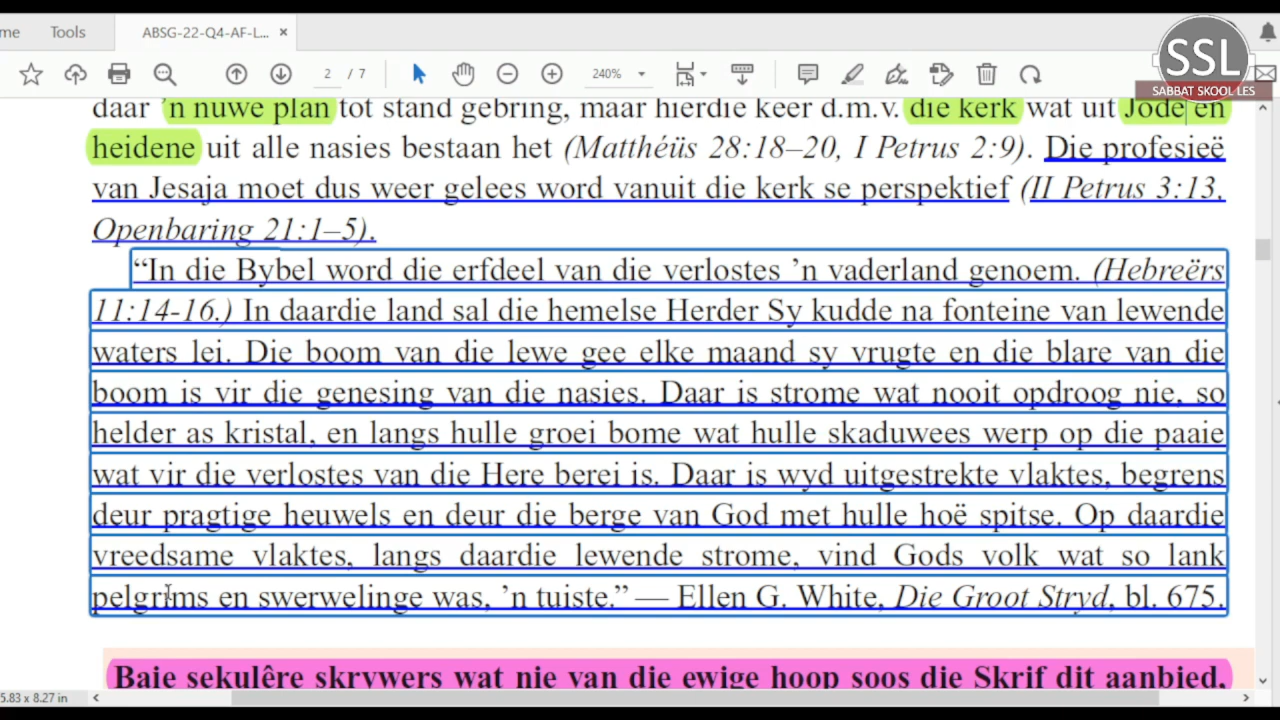 me Tools ABSG-22-Q4-AF-L... ×
2 / 7 240%
SSL
SABBAT SKOOL LES
daar ’n nuwe plan tot stand gebring, maar hierdie keer d.m.v. die kerk wat uit Jode en
heidene uit alle nasies bestaan het (Matthéüs 28:18–20, I Petrus 2:9). Die profesieë
van Jesaja moet dus weer gelees word vanuit die kerk se perspektief (II Petrus 3:13,
Openbaring 21:1–5).
“In die Bybel word die erfdeel van die verlostes ’n vaderland genoem. (Hebreërs
11:14-16.) In daardie land sal die hemelse Herder Sy kudde na fonteine van lewende
waters lei. Die boom van die lewe gee elke maand sy vrugte en die blare van die
boom is vir die genesing van die nasies. Daar is strome wat nooit opdroog nie, so
helder as kristal, en langs hulle groei bome wat hulle skaduwees werp op die paaie
wat vir die verlostes van die Here berei is. Daar is wyd uitgestrekte vlaktes, begrens
deur pragtige heuwels en deur die berge van God met hulle hoë spitse. Op daardie
vreedsame vlaktes, langs daardie lewende strome, vind Gods volk wat so lank
pelgrims en swerwelinge was, ’n tuiste.” — Ellen G. White, Die Groot Stryd, bl. 675.
Baie sekulêre skrywers wat nie van die ewige hoop soos die Skrif dit aanbied,
5.83 x 8.27 in